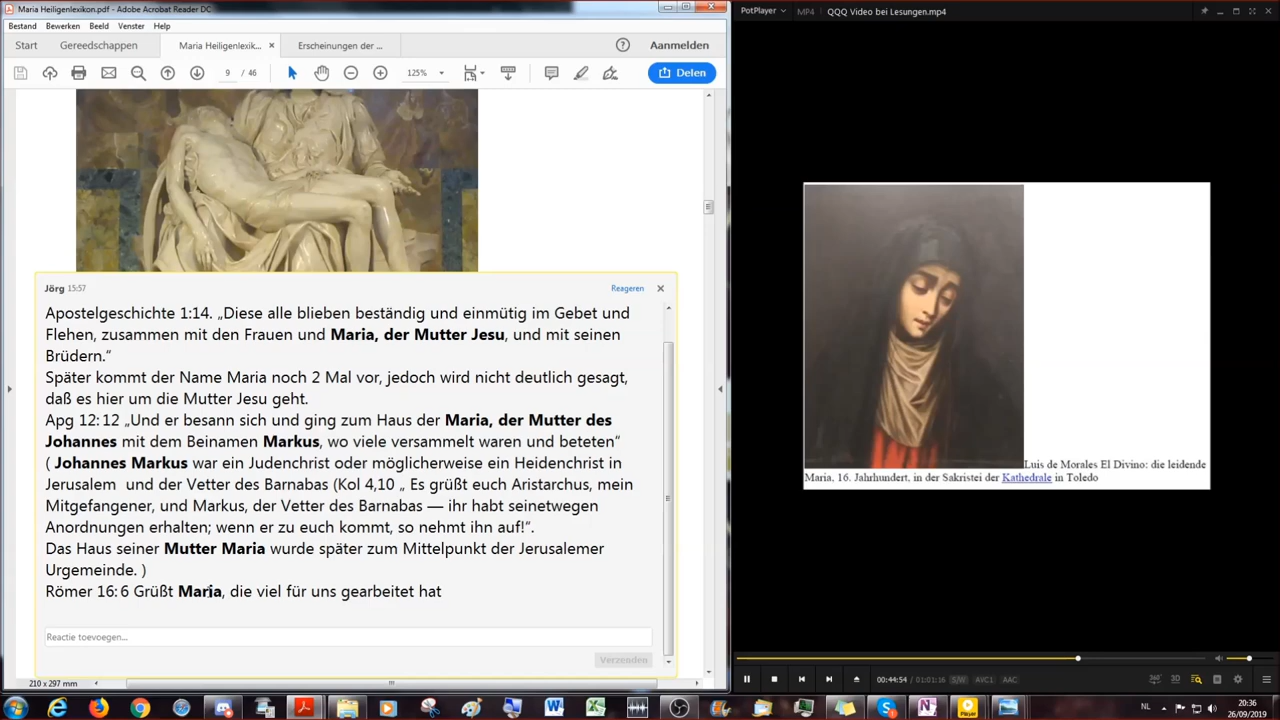 Maria Heiligenlexikon.pdf - Adobe Acrobat Reader DC
Bestand Bewerken Beeld Venster Help
Start Gereedschappen Maria Heiligenlexik... × Erscheinungen der ... Aanmelden
9 / 46 125% Delen
Jörg 15:57 Reageren
Apostelgeschichte 1:14. „Diese alle blieben beständig und einmütig im Gebet und
Flehen, zusammen mit den Frauen und Maria, der Mutter Jesu, und mit seinen
Brüdern.“
Später kommt der Name Maria noch 2 Mal vor, jedoch wird nicht deutlich gesagt,
daß es hier um die Mutter Jesu geht.
Apg 12:12 „Und er besann sich und ging zum Haus der Maria, der Mutter des
Johannes mit dem Beinamen Markus, wo viele versammelt waren und beteten“
( Johannes Markus war ein Judenchrist oder möglicherweise ein Heidenchrist in
Jerusalem und der Vetter des Barnabas (Kol 4,10 „ Es grüßt euch Aristarchus, mein
Mitgefangener, und Markus, der Vetter des Barnabas — ihr habt seinetwegen
Anordnungen erhalten; wenn er zu euch kommt, so nehmt ihn auf!“.
Das Haus seiner Mutter Maria wurde später zum Mittelpunkt der Jerusalemer
Urgemeinde. )
Römer 16:6 Grüßt Maria, die viel für uns gearbeitet hat
Reactie toevoegen...
Verzenden
210 x 297 mm
PotPlayer MP4 QQQ Video bei Lesungen.mp4
Luis de Morales El Divino: die leidende
Maria, 16. Jahrhundert, in der Sakristei der Kathedrale in Toledo
00:44:54 / 01:01:16 S/W AVC1 AAC
360° 3D
NL 20:36
26/09/2019